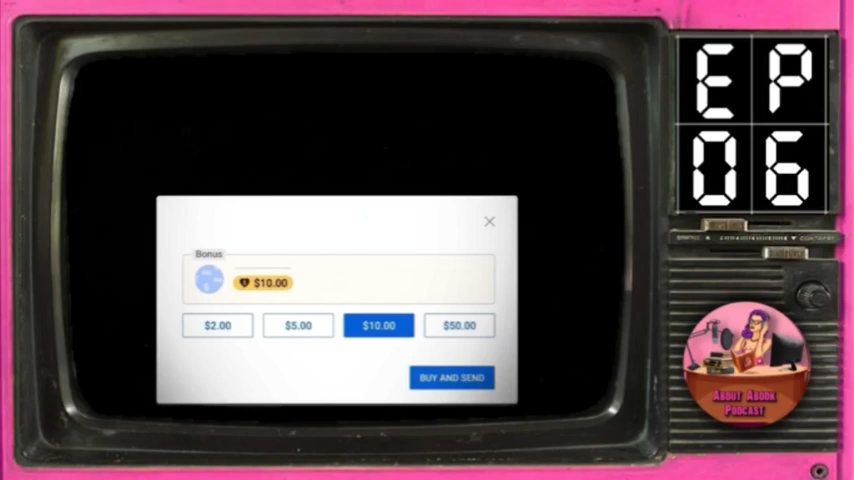 EP
06
CONTRAST
Bonus
$10.00
$2.00
$5.00
$10.00
$50.00
BUY AND SEND
ABOUT ABOOK
PODCAST